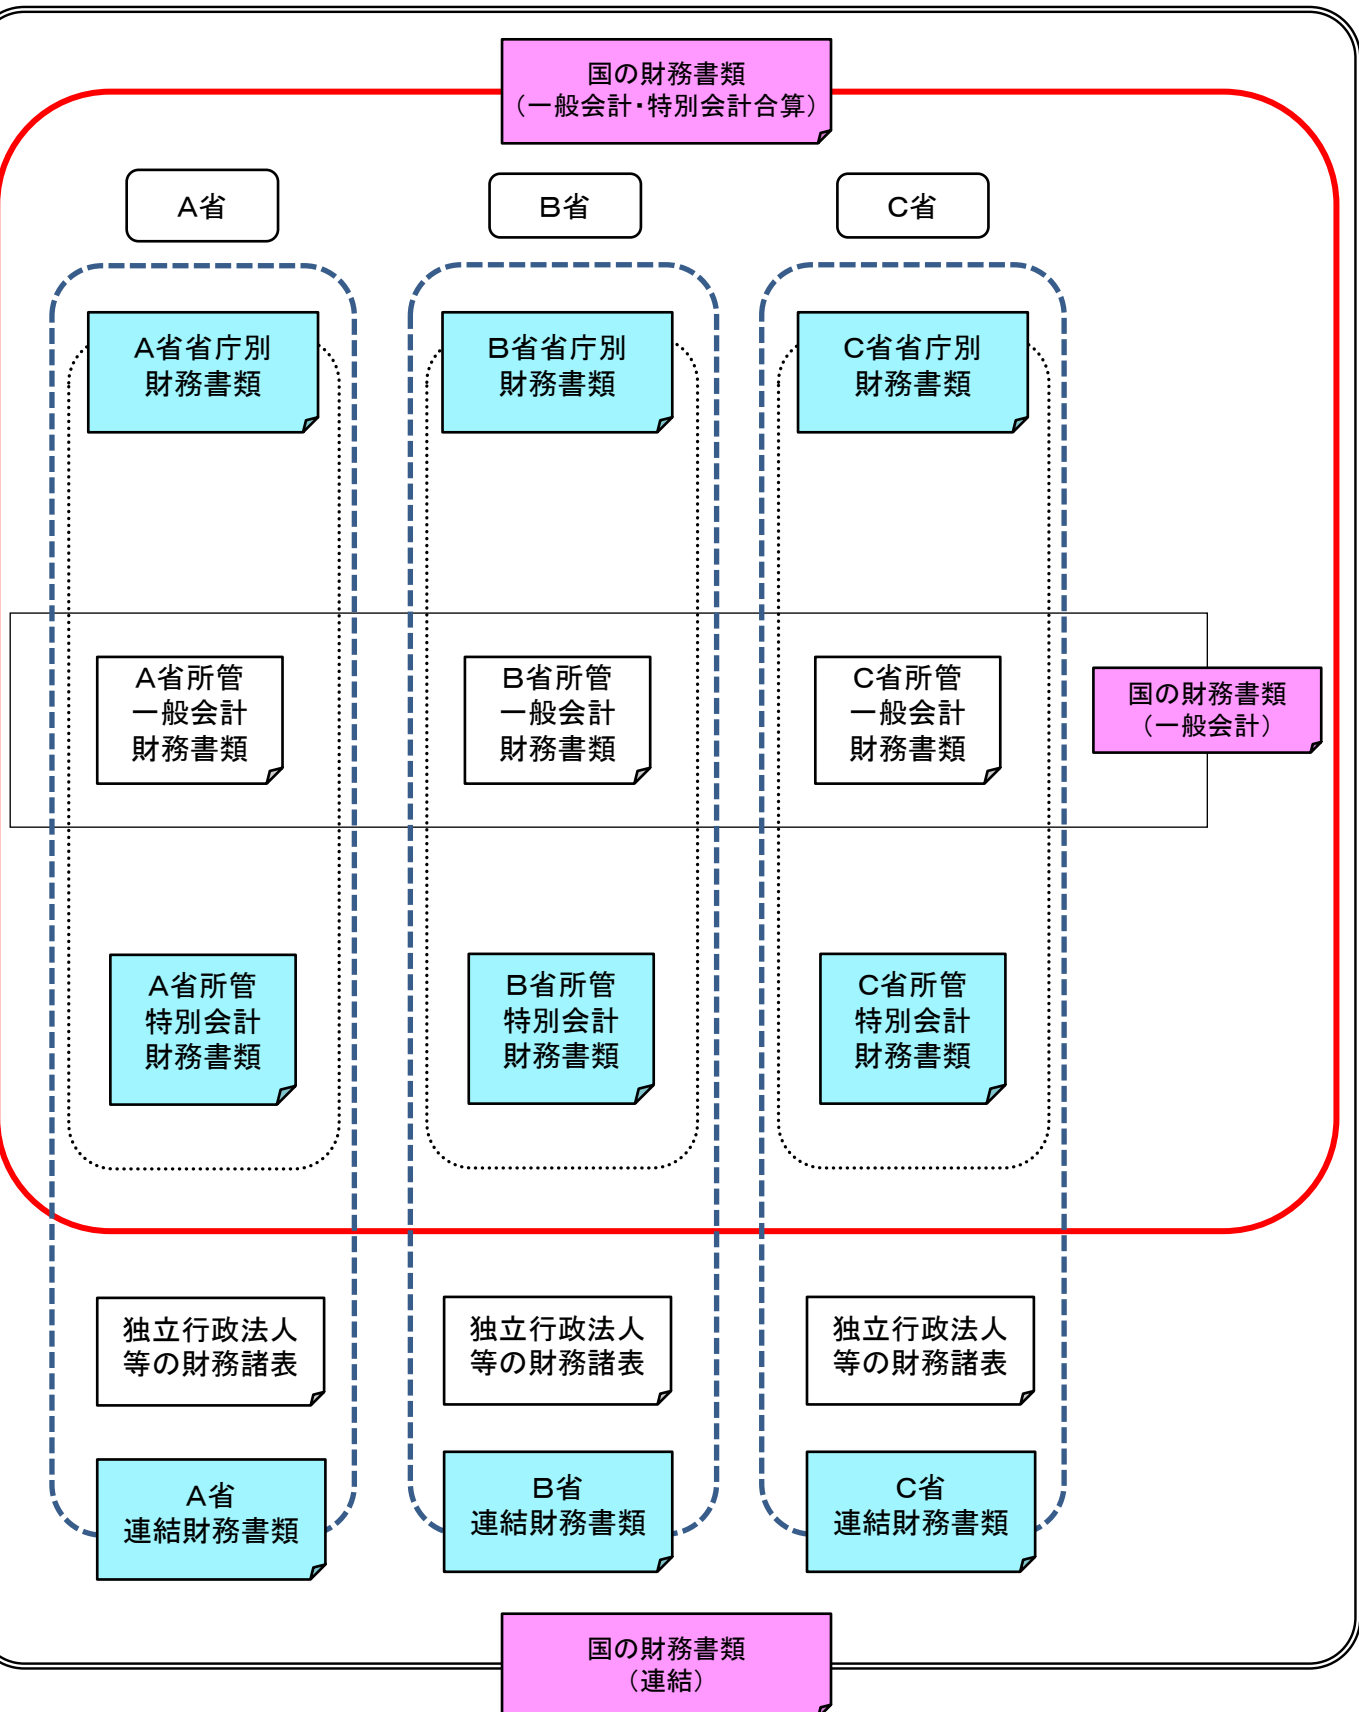 国の財務書類
（一般会計・特別会計合算）
A省
B省
C省
A省省庁別
財務書類
B省省庁別
財務書類
C省省庁別
財務書類
A省所管
一般会計
財務書類
B省所管
一般会計
財務書類
C省所管
一般会計
財務書類
国の財務書類
（一般会計）
A省所管
特別会計
財務書類
B省所管
特別会計
財務書類
C省所管
特別会計
財務書類
独立行政法人
等の財務諸表
独立行政法人
等の財務諸表
独立行政法人
等の財務諸表
A省
連結財務書類
B省
連結財務書類
C省
連結財務書類
国の財務書類
（連結）